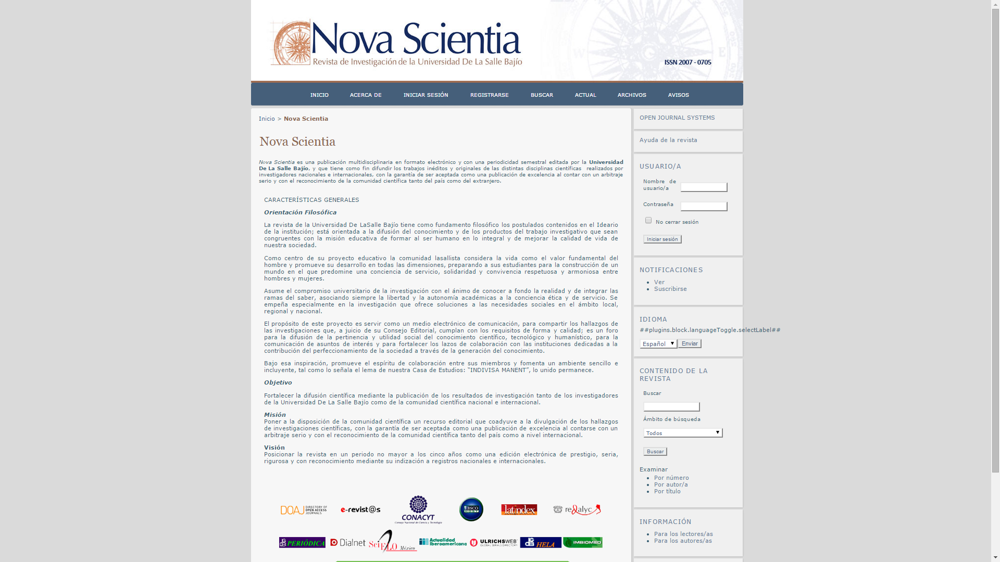 Nova Scientia
Revista de Investigación de la Universidad De La Salle Bajío
ISSN 2007 - 0705
INICIO ACERCA DE INICIAR SESIÓN REGISTRARSE BUSCAR ACTUAL ARCHIVOS AVISOS
Inicio > Nova Scientia
Nova Scientia
Nova Scientia es una publicación multidisciplinaria en formato electrónico y con una periodicidad semestral editada por la Universidad
De La Salle Bajío, y que tiene como fin difundir los trabajos inéditos y originales de las distintas disciplinas científicas realizados por
investigadores nacionales e internacionales, con la garantía de ser aceptada como una publicación de excelencia al contar con un arbitraje
serio y con el reconocimiento de la comunidad científica tanto del país como del extranjero.
CARACTERÍSTICAS GENERALES
Orientación Filosófica
La revista de la Universidad De LaSalle Bajío tiene como fundamento filosófico los postulados contenidos en el Ideario
de la institución; está orientada a la difusión del conocimiento y de los productos del trabajo investigativo que sean
congruentes con la misión educativa de formar al ser humano en lo integral y de mejorar la calidad de vida de
nuestra sociedad.
Como centro de su proyecto educativo la comunidad lasallista considera la vida como el valor fundamental del
hombre y promueve su desarrollo en todas las dimensiones, preparando a sus estudiantes para la construcción de un
mundo en el que predomine una conciencia de servicio, solidaridad y convivencia respetuosa y armoniosa entre
hombres y mujeres.
Asume el compromiso universitario de la investigación con el ánimo de conocer a fondo la realidad y de integrar las
ramas del saber, asociando siempre la libertad y la autonomía académicas a la conciencia ética y de servicio. Se
empeña especialmente en la investigación que ofrece soluciones a las necesidades sociales en el ámbito local,
regional y nacional.
El propósito de este proyecto es servir como un medio electrónico de comunicación, para compartir los hallazgos de
las investigaciones que, a juicio de su Consejo Editorial, cumplan con los requisitos de forma y calidad; es un foro
para la difusión de la pertinencia y utilidad social del conocimiento científico, tecnológico y humanístico, para la
comunicación de asuntos de interés y para fortalecer los lazos de colaboración con las instituciones dedicadas a la
contribución del perfeccionamiento de la sociedad a través de la generación del conocimiento.
Bajo esa inspiración, promueve el espíritu de colaboración entre sus miembros y fomenta un ambiente sencillo e
incluyente, tal como lo señala el lema de nuestra Casa de Estudios: “INDIVISA MANENT”, lo unido permanece.
Objetivo
Fortalecer la difusión científica mediante la publicación de los resultados de investigación tanto de los investigadores
de la Universidad De La Salle Bajío como de la comunidad científica nacional e internacional.
Misión
Poner a la disposición de la comunidad científica un recurso editorial que coadyuve a la divulgación de los hallazgos
de investigaciones científicas, con la garantía de ser aceptada como una publicación de excelencia al contarse con un
arbitraje serio y con el reconocimiento de la comunidad científica tanto del país como a nivel internacional.
Visión
Posicionar la revista en un periodo no mayor a los cinco años como una edición electrónica de prestigio, seria,
rigurosa y con reconocimiento mediante su indización a registros nacionales e internacionales.
DOAJ DIRECTORY OF OPEN ACCESS JOURNALS
e-revist@s
CONACYT
Consejo Nacional de Ciencia y Tecnología
EBSCO HOST
latindex
redalyc
PERIÓDICA
Dialnet
SciELO México
Actualidad Iberoamericana
ULRICHSWEB
GLOBAL SERIALS DIRECTORY
HELA
IMBIOMED
OPEN JOURNAL SYSTEMS
Ayuda de la revista
USUARIO/A
Nombre de
usuario/a
Contraseña
No cerrar sesión
Iniciar sesión
NOTIFICACIONES
Ver
Suscribirse
IDIOMA
##plugins.block.languageToggle.selectLabel##
Español Enviar
CONTENIDO DE LA
REVISTA
Buscar
Ámbito de búsqueda
Todos
Buscar
Examinar
Por número
Por autor/a
Por título
INFORMACIÓN
Para los lectores/as
Para los autores/as